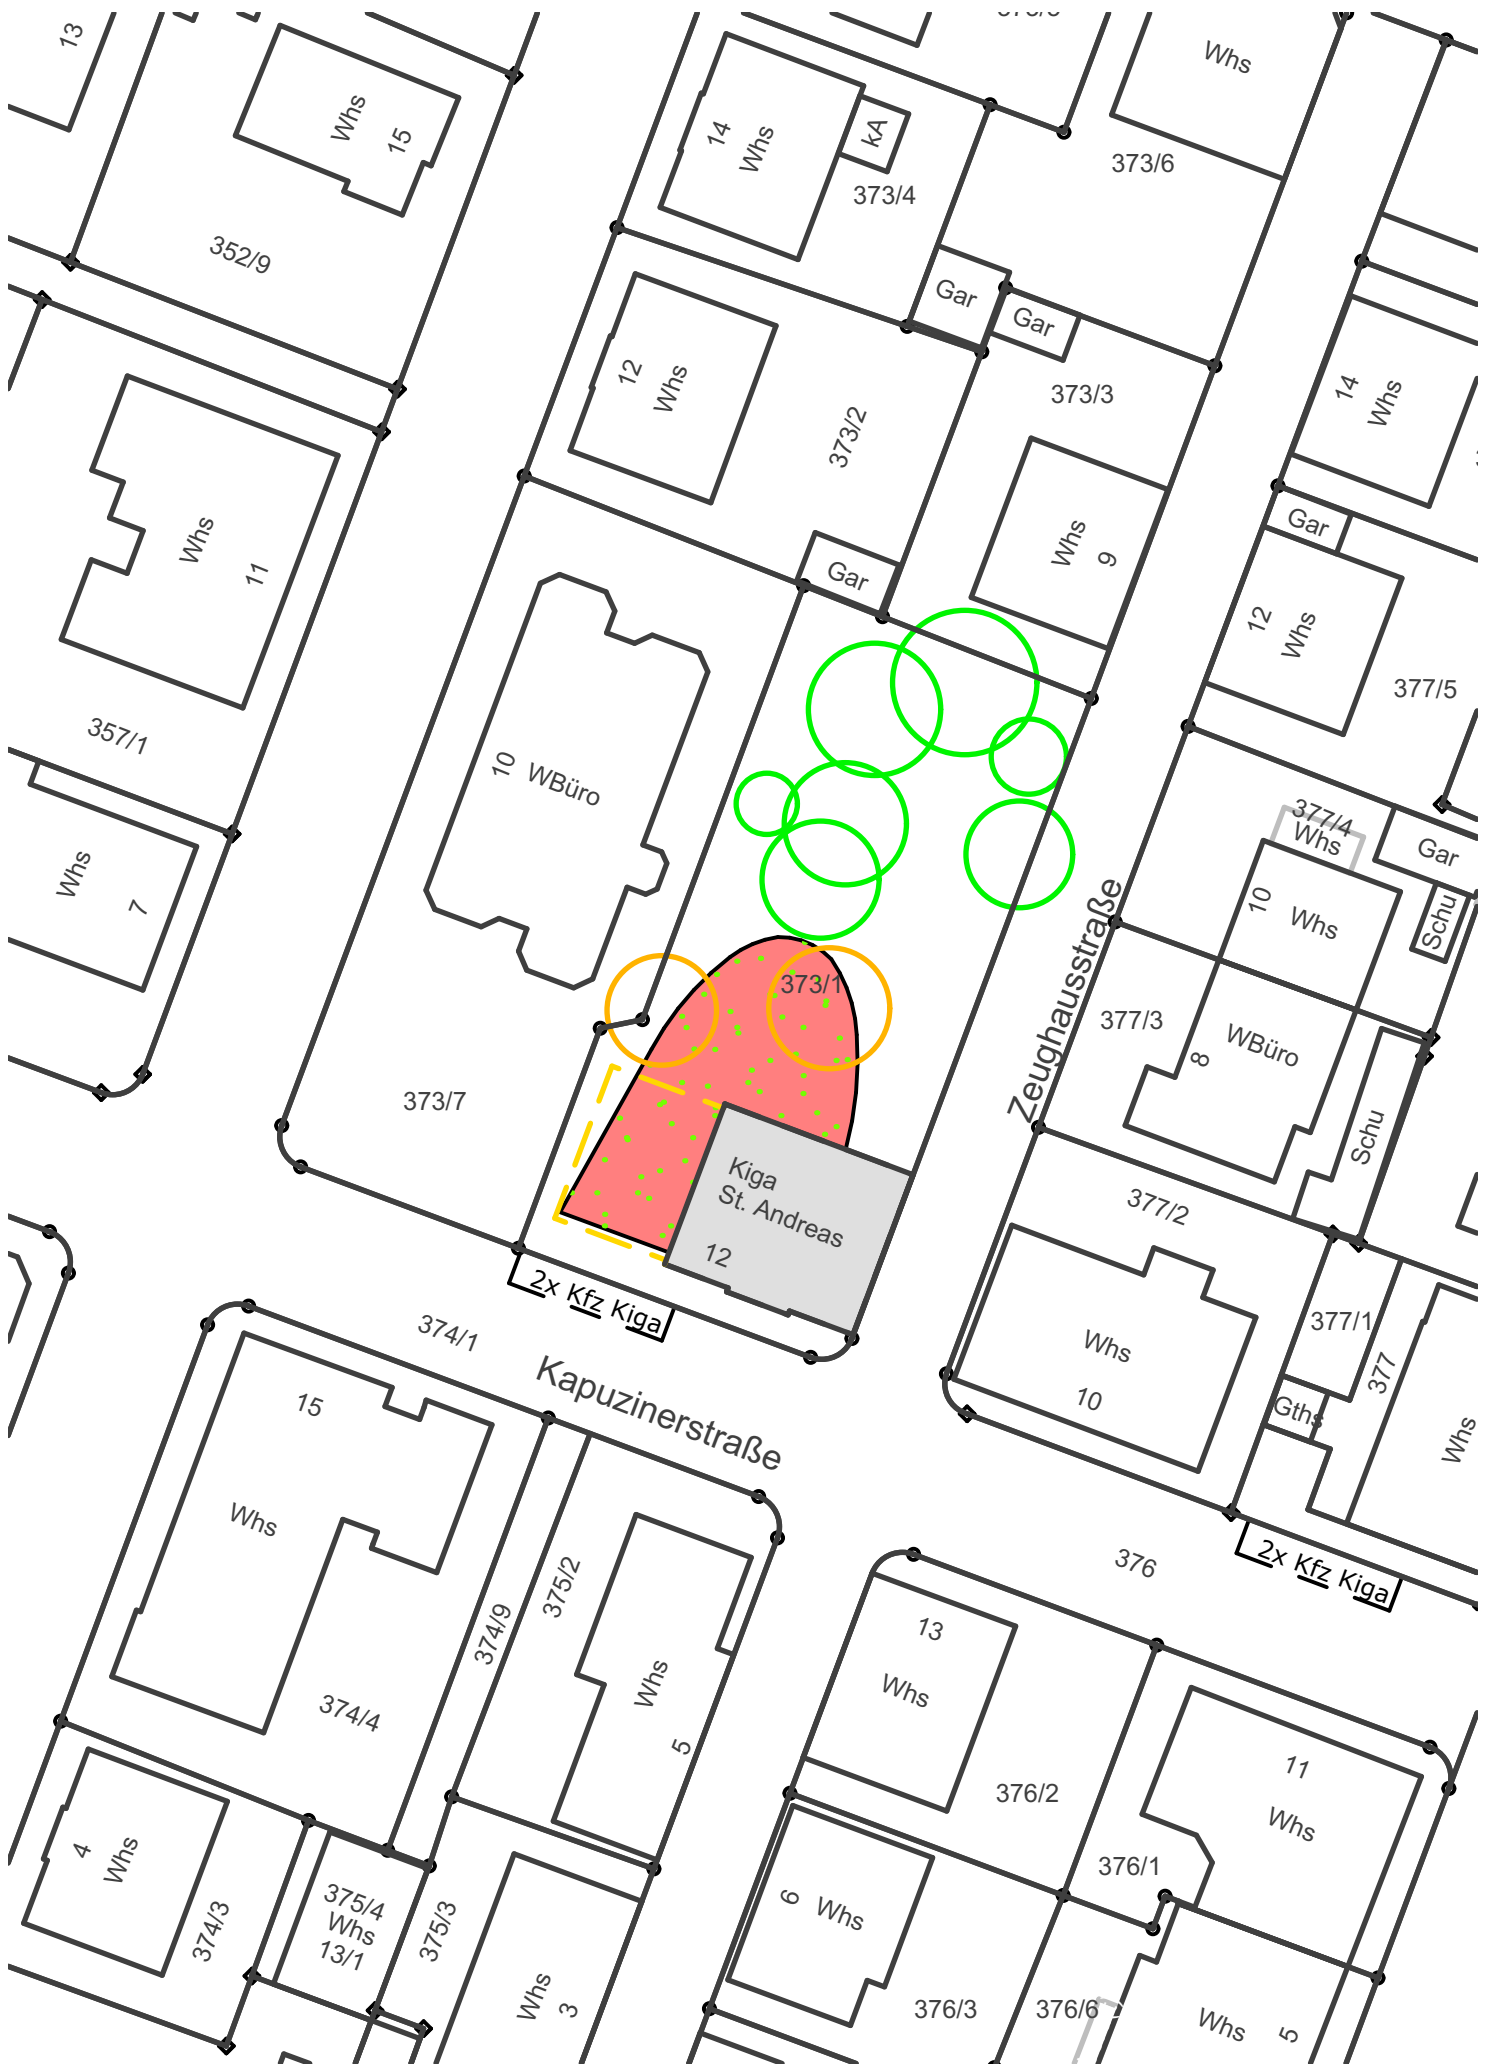 13
Whs
15
352/9
14
Whs
kA
373/4
Whs
373/6
Gar
Gar
12
Whs
373/2
373/3
14
Whs
Whs
11
Whs
9
Gar
Gar
12
Whs
377/5
357/1
10
WBüro
377/4
Whs
Gar
Whs
7
10
Whs
Schu
373/1
Zeughausstraße
377/3
8
WBüro
373/7
Schu
Kiga
St. Andreas
12
377/2
2x Kfz Kiga
374/1
Kapuzinerstraße
Whs
10
377/1
377
Gths
Whs
15
Whs
2x Kfz Kiga
376
375/2
374/9
Whs
5
13
Whs
374/4
376/2
11
Whs
4
Whs
374/3
375/4
Whs
13/1
375/3
376/1
6
Whs
Whs
3
376/3
376/6
Whs
5